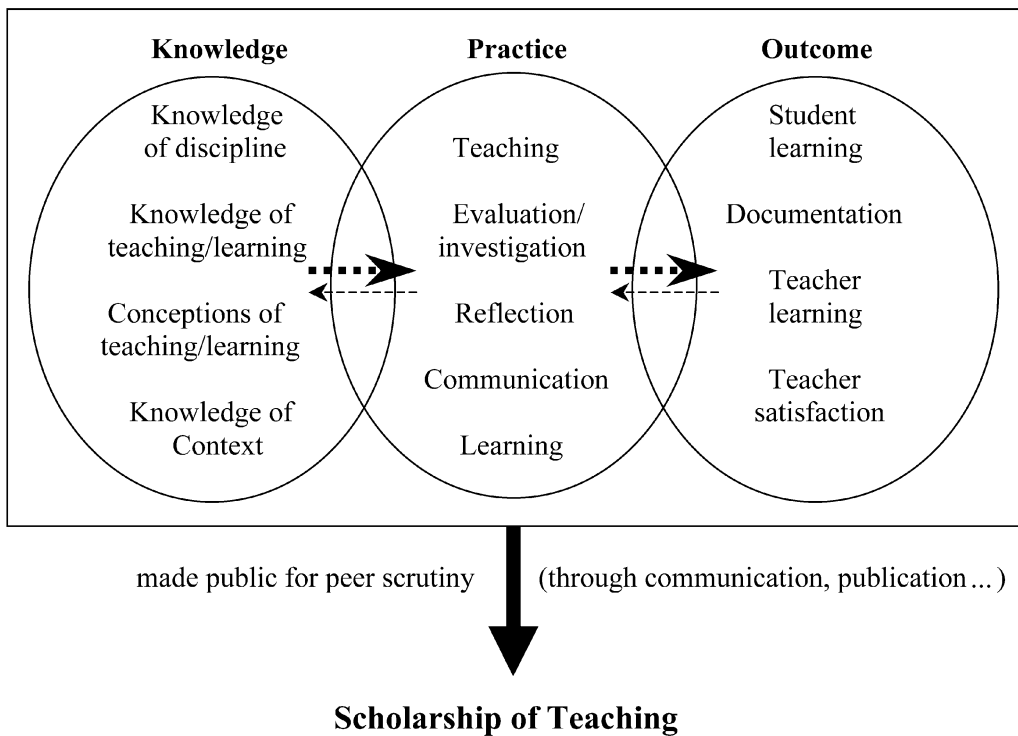 Knowledge
Knowledge
of discipline
Knowledge of
teaching/learning
Conceptions of
teaching/learning
Knowledge of
Context
Practice
Teaching
Evaluation/
investigation
Reflection
Communication
Learning
Outcome
Student
learning
Documentation
Teacher
learning
Teacher
satisfaction
made public for peer scrutiny
(through communication, publication ... )
Scholarship of Teaching